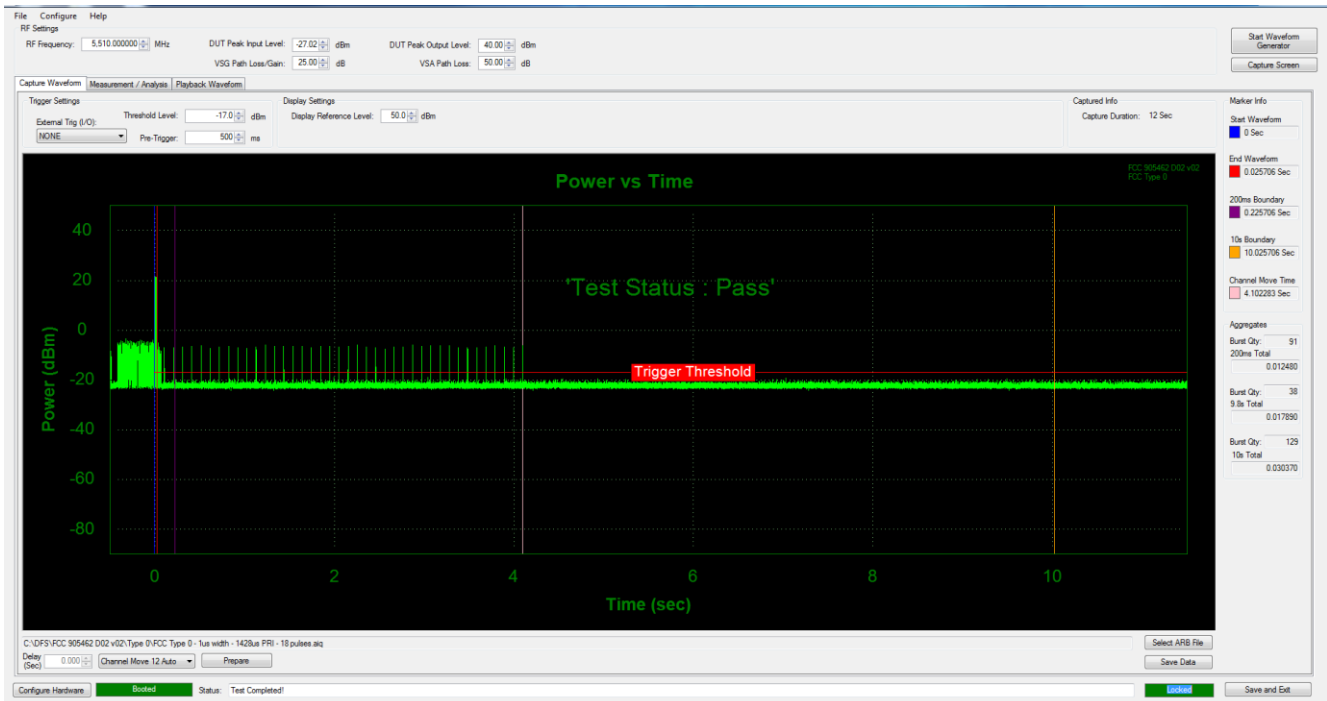 File Configure Help
RF Settings
RF Frequency: 5,510.000000 MHz DUT Peak Input Level: -27.02 dBm DUT Peak Output Level: 40.00 dBm
VSG Path Loss/Gain: 25.00 dB VSA Path Loss: 50.00 dB
Start Waveform
Generator
Capture Screen
Capture Waveform Measurement / Analysis Playback Waveform
Trigger Settings
External Trig (I/O):
NONE
Threshold Level: -17.0 dBm
Pre-Trigger: 500 ms
Display Settings
Display Reference Level: 50.0 dBm
Captured Info
Capture Duration: 12 Sec
Marker Info
Start Waveform
0 Sec
End Waveform
0.025706 Sec
200ms Boundary
0.225706 Sec
10s Boundary
10.025706 Sec
Channel Move Time
4.102283 Sec
Aggregates
Burst Qty: 91
200ms Total
0.012480
Burst Qty: 38
9.8s Total
0.017890
Burst Qty: 129
10s Total
0.030370
Power vs Time
FCC 905462 D02 v02
FCC Type 0
'Test Status : Pass'
Trigger Threshold
Power (dBm)
40
20
0
-20
-40
-60
-80
0 2 4 6 8 10
Time (sec)
C:\DFS\FCC 905462 D02 v02\Type 0\FCC Type 0 - 1us width - 1428us PRI - 18 pulses.aiq
Select ARB File
Delay
(Sec) 0.000 Channel Move 12 Auto Prepare
Save Data
Configure Hardware Booted Status: Test Completed! Locked Save and Exit